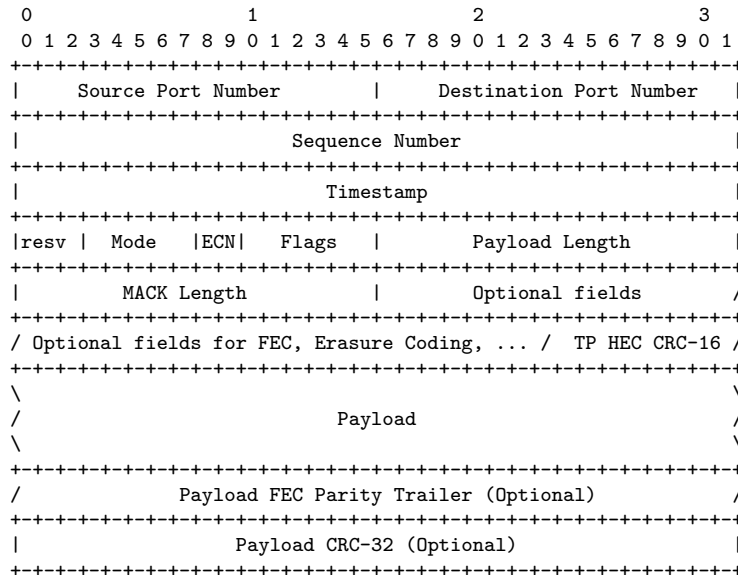 0 1 2 3
0 1 2 3 4 5 6 7 8 9 0 1 2 3 4 5 6 7 8 9 0 1 2 3 4 5 6 7 8 9 0 1
+-+-+-+-+-+-+-+-+-+-+-+-+-+-+-+-+-+-+-+-+-+-+-+-+-+-+-+-+-+-+-+-+
| Source Port Number | Destination Port Number |
+-+-+-+-+-+-+-+-+-+-+-+-+-+-+-+-+-+-+-+-+-+-+-+-+-+-+-+-+-+-+-+-+
| Sequence Number |
+-+-+-+-+-+-+-+-+-+-+-+-+-+-+-+-+-+-+-+-+-+-+-+-+-+-+-+-+-+-+-+-+
| Timestamp |
+-+-+-+-+-+-+-+-+-+-+-+-+-+-+-+-+-+-+-+-+-+-+-+-+-+-+-+-+-+-+-+-+
|resv | Mode |ECN| Flags | Payload Length |
+-+-+-+-+-+-+-+-+-+-+-+-+-+-+-+-+-+-+-+-+-+-+-+-+-+-+-+-+-+-+-+-+
| MACK Length | Optional fields /
+-+-+-+-+-+-+-+-+-+-+-+-+-+-+-+-+-+-+-+-+-+-+-+-+-+-+-+-+-+-+-+-+
/ Optional fields for FEC, Erasure Coding, ... / TP HEC CRC-16 /
+-+-+-+-+-+-+-+-+-+-+-+-+-+-+-+-+-+-+-+-+-+-+-+-+-+-+-+-+-+-+-+-+
\ \
/ Payload /
\ \
+-+-+-+-+-+-+-+-+-+-+-+-+-+-+-+-+-+-+-+-+-+-+-+-+-+-+-+-+-+-+-+-+
/ Payload FEC Parity Trailer (Optional) /
+-+-+-+-+-+-+-+-+-+-+-+-+-+-+-+-+-+-+-+-+-+-+-+-+-+-+-+-+-+-+-+-+
| Payload CRC-32 (Optional) |
+-+-+-+-+-+-+-+-+-+-+-+-+-+-+-+-+-+-+-+-+-+-+-+-+-+-+-+-+-+-+-+-+